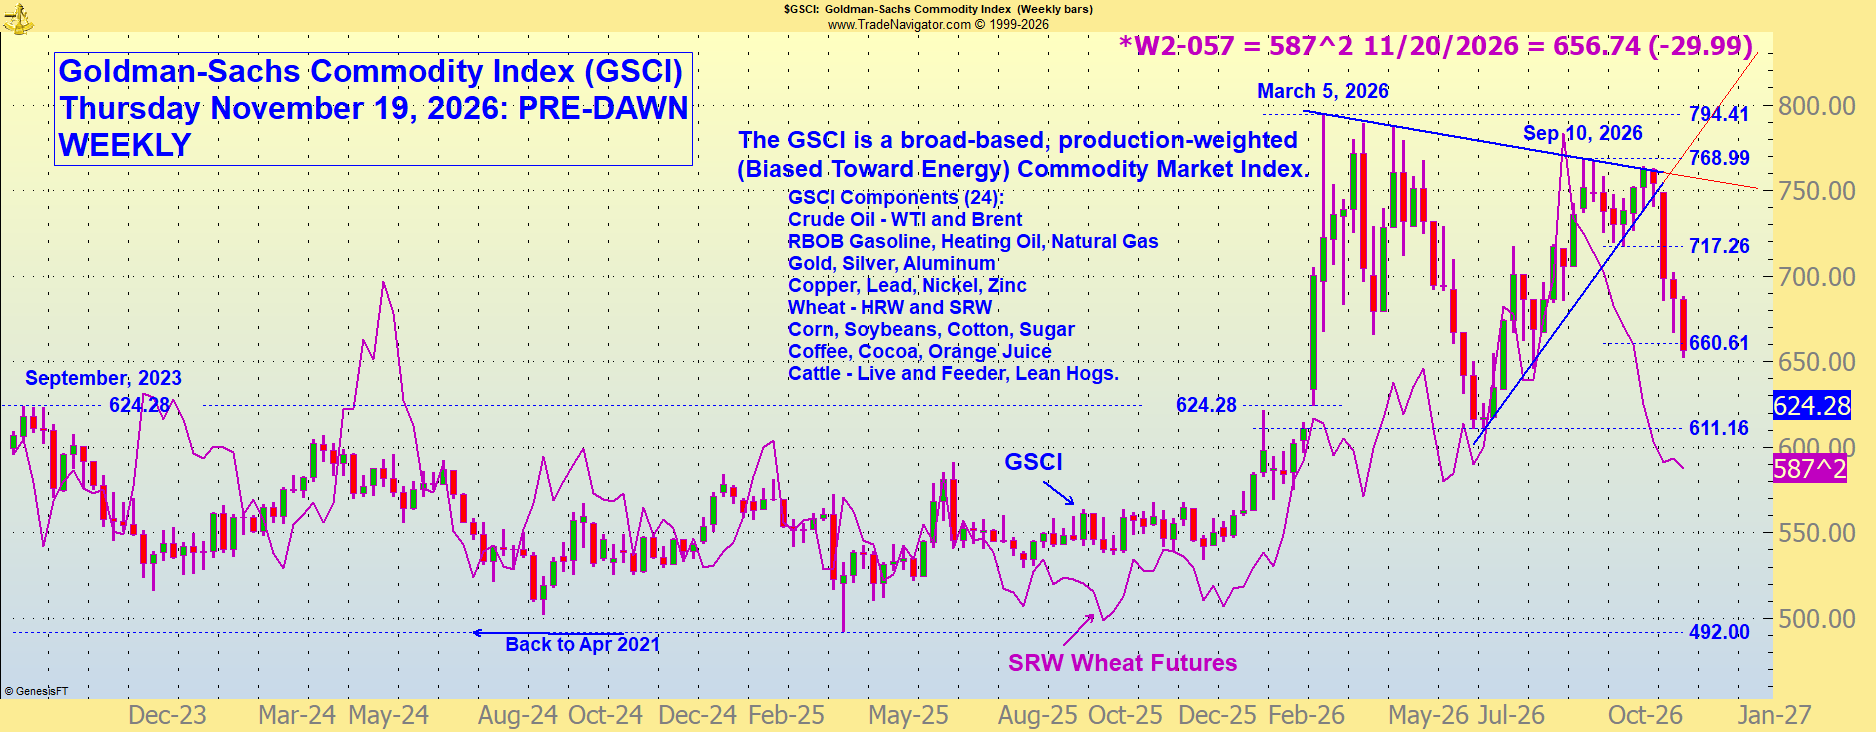 $GSCI: Goldman-Sachs Commodity Index (Weekly bars)
www.TradeNavigator.com © 1999-2026
*W2-057 = 587^2 11/20/2026 = 656.74 (-29.99)
Goldman-Sachs Commodity Index (GSCI)
Thursday November 19, 2026: PRE-DAWN
WEEKLY
March 5, 2026
800.00
794.41
Sep 10, 2026
The GSCI is a broad-based, production-weighted
(Biased Toward Energy) Commodity Market Index.
768.99
GSCI Components (24):
Crude Oil - WTI and Brent
RBOB Gasoline, Heating Oil, Natural Gas
Gold, Silver, Aluminum
Copper, Lead, Nickel, Zinc
Wheat - HRW and SRW
Corn, Soybeans, Cotton, Sugar
Coffee, Cocoa, Orange Juice
Cattle - Live and Feeder, Lean Hogs.
750.00
717.26
700.00
660.61
650.00
September, 2023
624.28
624.28
624.28
611.16
600.00
587^2
GSCI
550.00
500.00
492.00
Back to Apr 2021
SRW Wheat Futures
© GenesisFT
Dec-23 Mar-24 May-24 Aug-24 Oct-24 Dec-24 Feb-25 May-25 Aug-25 Oct-25 Dec-25 Feb-26 May-26 Jul-26 Oct-26 Jan-27